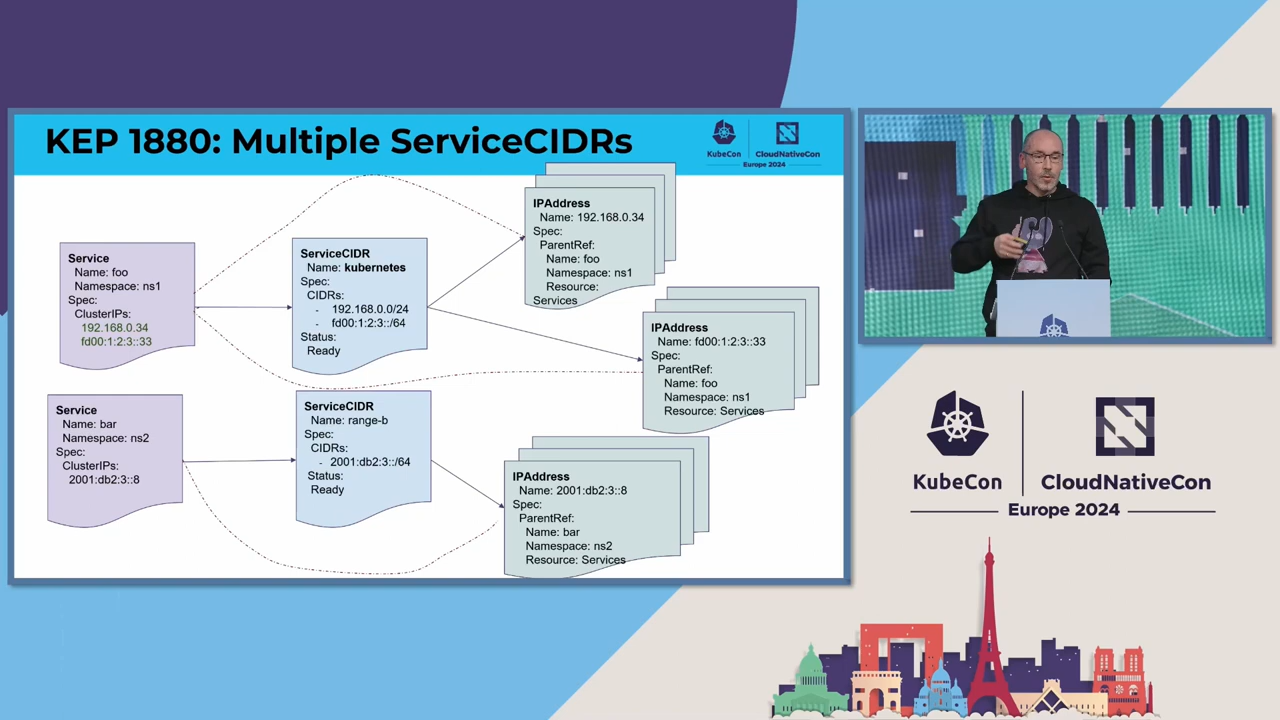 KEP 1880: Multiple ServiceCIDRs
KubeCon
CloudNativeCon
Europe 2024
Service
Name: foo
Namespace: ns1
Spec:
ClusterIPs:
192.168.0.34
fd00:1:2:3::33
ServiceCIDR
Name: kubernetes
Spec:
CIDRs:
- 192.168.0.0/24
- fd00:1:2:3::/64
Status:
Ready
IPAddress
Name: 192.168.0.34
Spec:
ParentRef:
Name: foo
Namespace: ns1
Resource:
Services
IPAddress
Name: fd00:1:2:3::33
Spec:
ParentRef:
Name: foo
Namespace: ns1
Resource: Services
Service
Name: bar
Namespace: ns2
Spec:
ClusterIPs:
2001:db2:3::8
ServiceCIDR
Name: range-b
Spec:
CIDRs:
- 2001:db2:3::/64
Status:
Ready
IPAddress
Name: 2001:db2:3::8
Spec:
ParentRef:
Name: bar
Namespace: ns2
Resource: Services
KubeCon
CloudNativeCon
Europe 2024